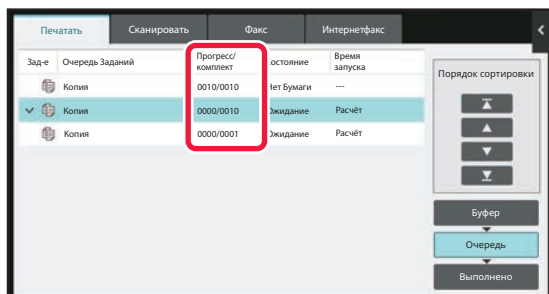 Печатать Сканировать Факс Интернетфакс
Зад-е Очередь Заданий Прогресс/ комплект остояние Время запуска
Копия 0010/0010 Нет Бумаги ---
Копия 0000/0010 Ожидание Расчёт
Копия 0000/0001 Ожидание Расчёт
Порядок сортировки
Буфер
Очередь
Выполнено